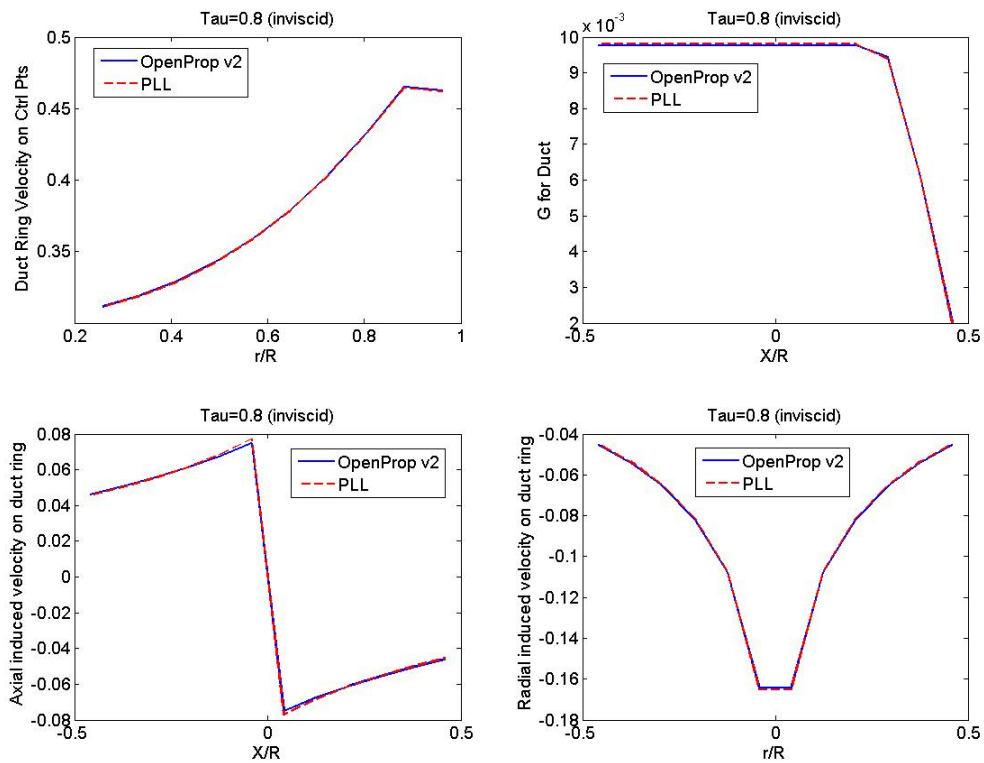 Tau=0.8 (inviscid)
0.5
0.45
0.4
0.35
OpenProp v2
PLL
Duct Ring Velocity on Ctrl Pts
0.2
0.4
0.6
0.8
1
r/R
x 10⁻³
Tau=0.8 (inviscid)
10
9
8
7
6
5
4
3
2
OpenProp v2
PLL
G for Duct
-0.5
0
0.5
X/R
Tau=0.8 (inviscid)
0.08
0.06
0.04
0.02
0
-0.02
-0.04
-0.06
-0.08
OpenProp v2
PLL
Axial induced velocity on duct ring
-0.5
0
0.5
X/R
Tau=0.8 (inviscid)
-0.04
-0.06
-0.08
-0.1
-0.12
-0.14
-0.16
-0.18
OpenProp v2
PLL
Radial induced velocity on duct ring
-0.5
0
0.5
r/R